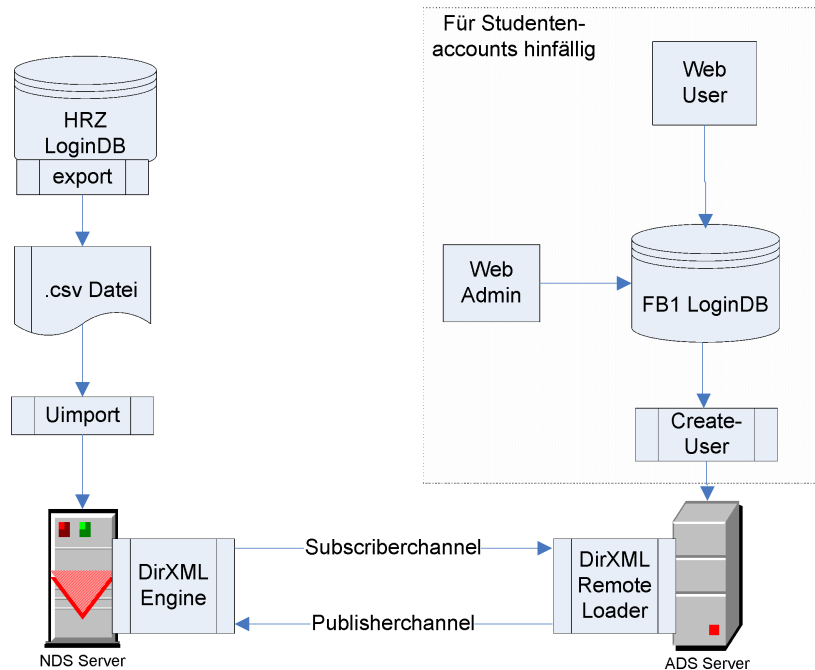 Für Studenten-
accounts hinfällig
HRZ
LoginDB
export
.csv Datei
Uimport
Web
User
Web
Admin
FB1 LoginDB
Create-
User
DirXML
Engine
Subscriberchannel
Publisherchannel
DirXML
Remote
Loader
NDS Server
ADS Server